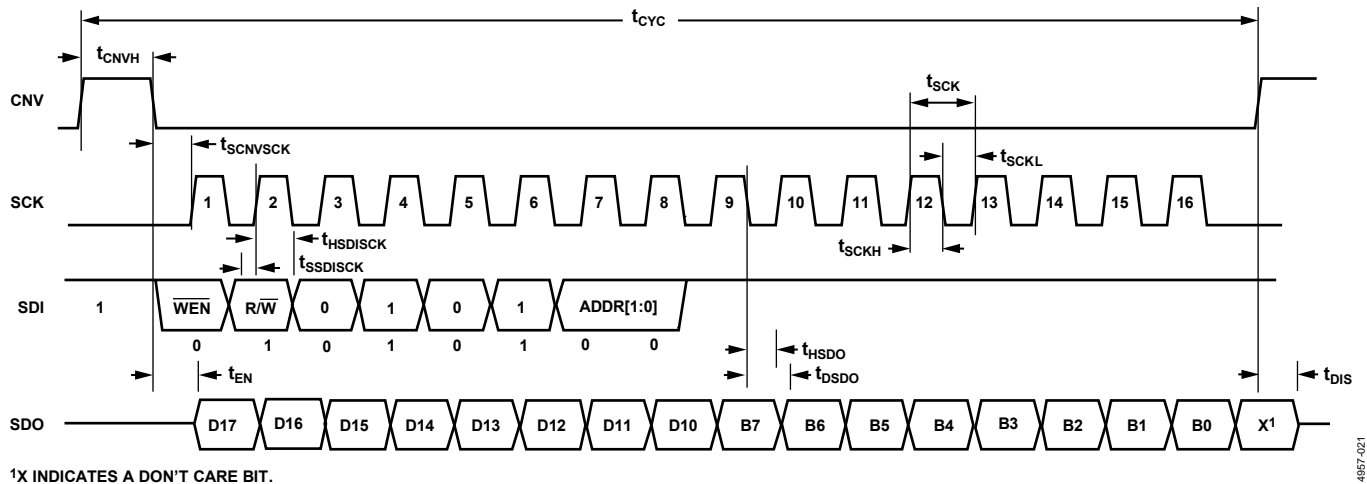 tCYC
tCNVH
CNV
tSCK
tSCNVSCK
tSCKL
SCK 1 2 3 4 5 6 7 8 9 10 11 12 13 14 15 16
tHSDISCK
tSCKH
tSSDISCK
SDI 1 WEN R/W 0 1 0 1 ADDR[1:0]
0 1 0 1 0 1 0 0
tHSDO
tEN
tDSDO
tDIS
SDO D17 D16 D15 D14 D13 D12 D11 D10 B7 B6 B5 B4 B3 B2 B1 B0 X1
1X INDICATES A DON'T CARE BIT.
4957-021